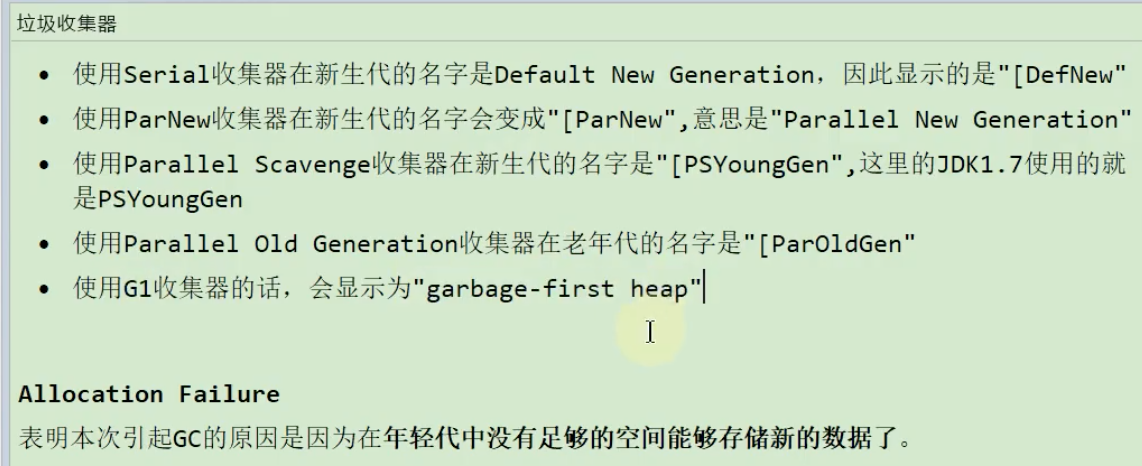 垃圾收集器
• 使用Serial收集器在新生代的名字是Default New Generation，因此显示的是"[DefNew"
• 使用ParNew收集器在新生代的名字会变成"[ParNew",意思是"Parallel New Generation"
• 使用Parallel Scavenge收集器在新生代的名字是"[PSYoungGen",这里的JDK1.7使用的就
是PSYoungGen
• 使用Parallel Old Generation收集器在老年代的名字是"[ParOldGen"
• 使用G1收集器的话，会显示为"garbage-first heap"
Allocation Failure
表明本次引起GC的原因是因为在年轻代中没有足够的空间能够存储新的数据了。